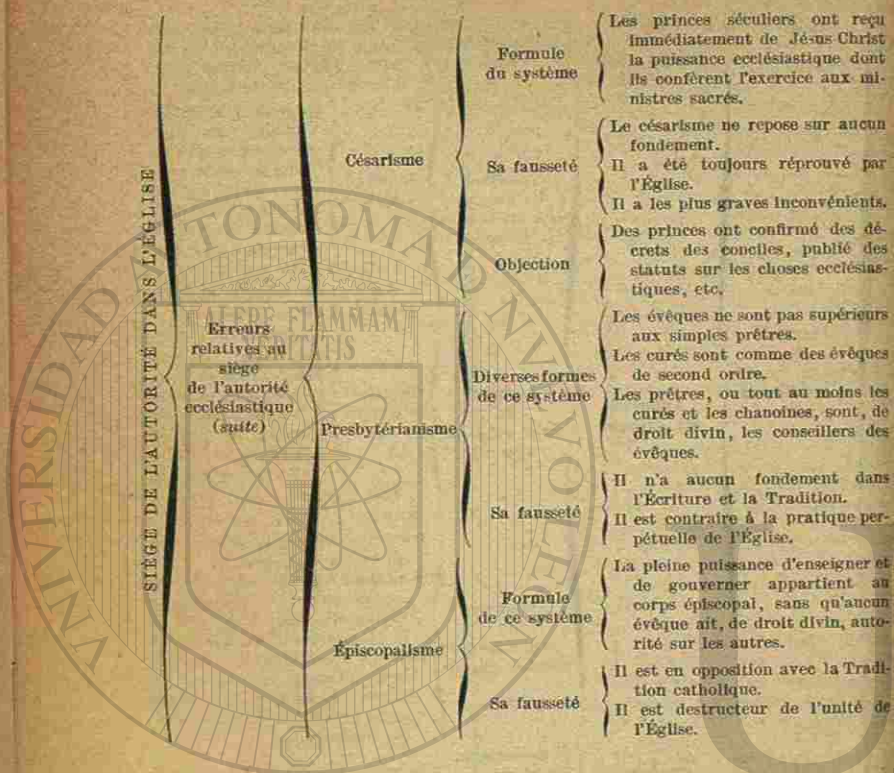 SIÈGE DE L'AUTORITÉ DANS L'ÉGLISE
Erreurs
relatives au
siège
de l'autorité
ecclésiastique
(suite)
Césarisme
Formule
du système
Les princes séculiers ont reçu
immédiatement de Jésus Christ
la puissance ecclésiastique dont
ils confèrent l'exercice aux mi-
nistres sacrés.
Sa fausseté
Le césarisme ne repose sur aucun
fondement.
Il a été toujours réprouvé par
l'Église.
Il a les plus graves inconvénients.
Objection
Des princes ont confirmé des dé-
crets des conciles, publié des
statuts sur les choses ecclésias-
tiques, etc.
Presbytérianisme
Diverses formes
de ce système
Les évêques ne sont pas supérieurs
aux simples prêtres.
Les curés sont comme des évêques
de second ordre.
Les prêtres, ou tout au moins les
curés et les chanoines, sont, de
droit divin, les conseillers des
évêques.
Sa fausseté
Il n'a aucun fondement dans
l'Écriture et la Tradition.
Il est contraire à la pratique per-
pétuelle de l'Église.
Épiscopalisme
Formule
de ce système
La pleine puissance d'enseigner et
de gouverner appartient au
corps épiscopal, sans qu'aucun
évêque ait, de droit divin, auto-
rité sur les autres.
Sa fausseté
Il est en opposition avec la Tradi-
tion catholique.
Il est destructeur de l'unité de
l'Église.
UNIVERSIDAD AUTONOMA DE NUEVO LEON
ALERE FLAMMAM
VERITATIS
U